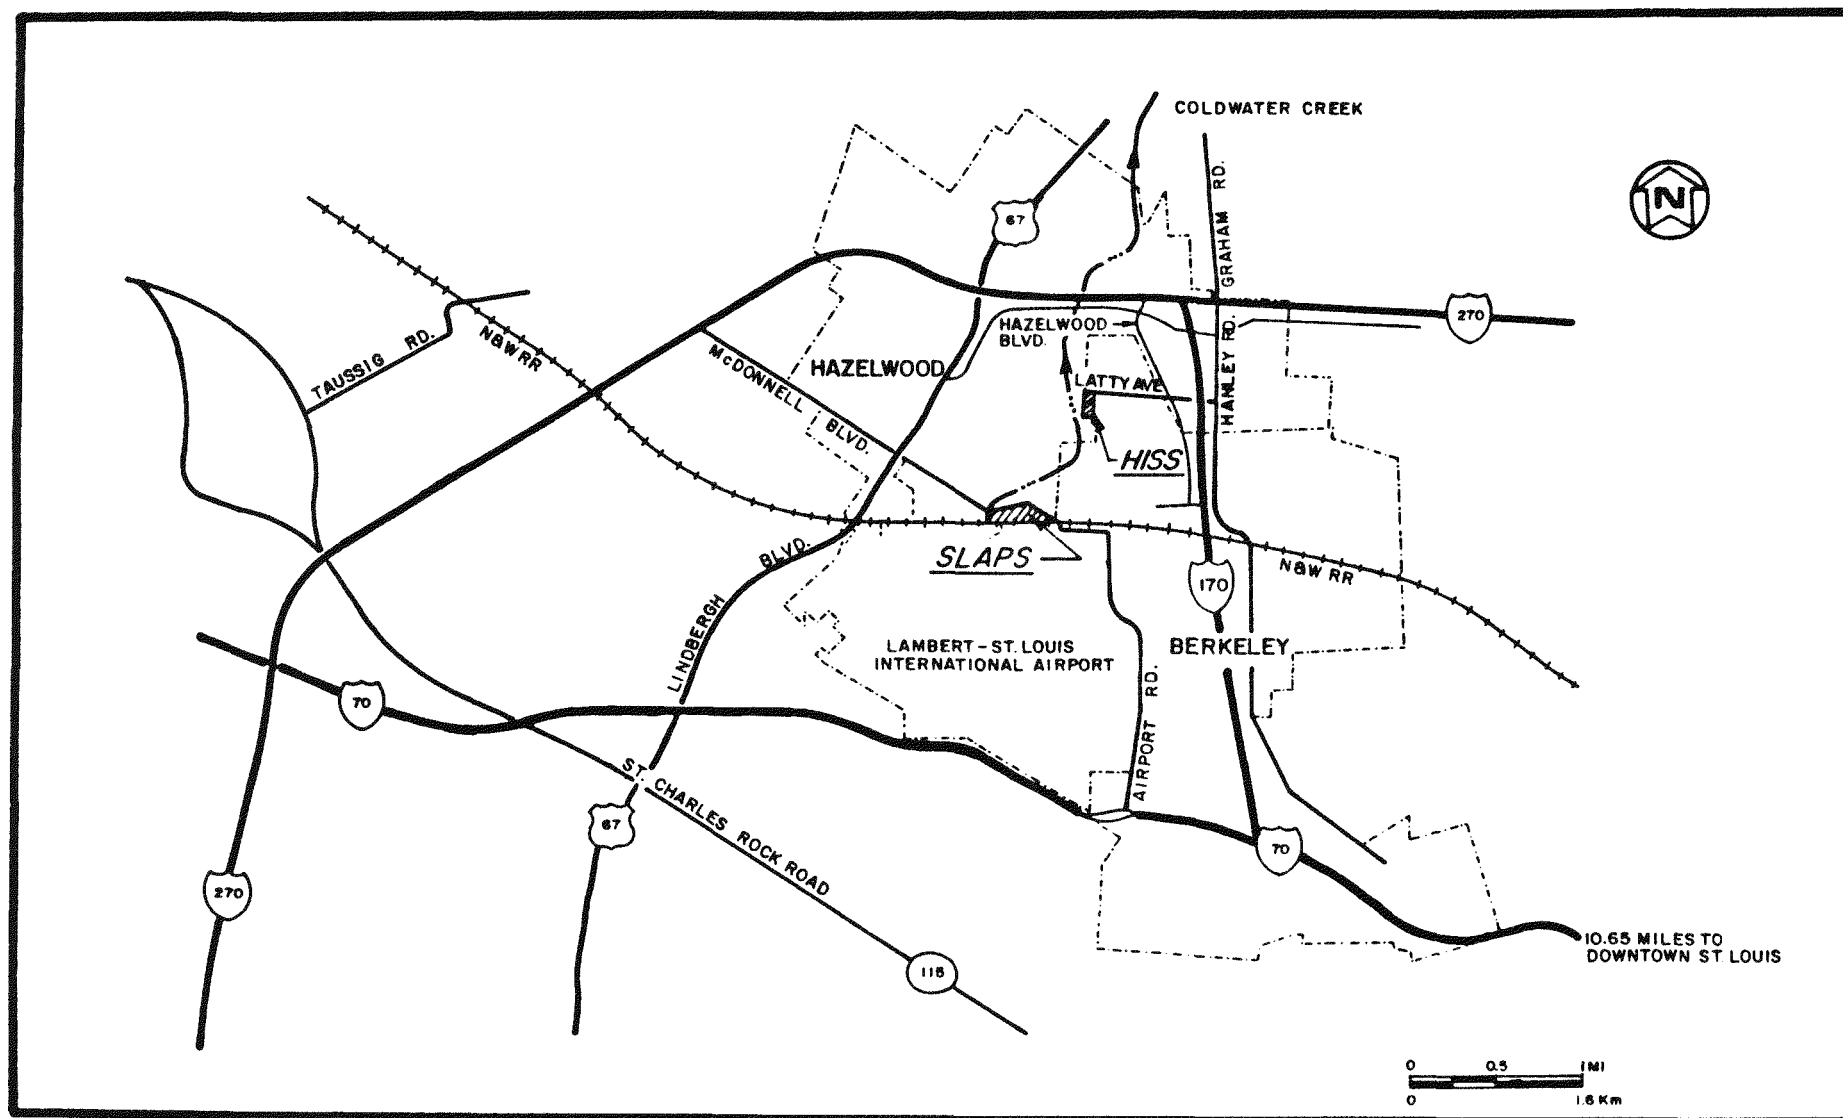 COLDWATER CREEK
N
67
GRAHAM RD.
270
TAUSSIG RD.
N&W RR
McDONNELL BLVD.
HAZELWOOD
HAZELWOOD
BLVD.
HANLEY RD.
LATTY AVE
HISS
SLAPS
LINDBERGH BLVD.
N&W RR
170
LAMBERT-ST. LOUIS
INTERNATIONAL AIRPORT
BERKELEY
70
AIRPORT RD.
ST. CHARLES ROCK ROAD
67
70
270
115
10.65 MILES TO
DOWNTOWN ST. LOUIS
0 0.5 1 MI
0 1.6 Km